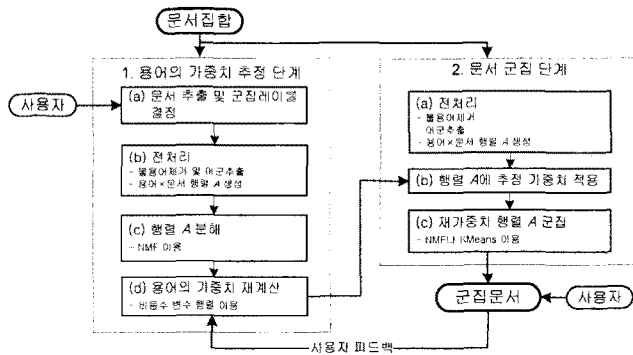 문서집합
1. 용어의 가중치 추정 단계
사용자
(a) 문서 추출 및 군집레이블
결정
(b) 전처리
- 불용어제거 및 어근추출
- 용어×문서 행렬 A 생성
(c) 행렬 A 분해
- NMF 이용
(d) 용어의 가중치 재계산
- 비음수 변수 행렬 이용
2. 문서 군집 단계
(a) 전처리
- 불용어제거
어근추출
- 용어×문서 행렬 A 생성
(b) 행렬 A에 추정 가중치 적용
(c) 재가중치 행렬 A 군집
- NMF나 KMeans 이용
군집문서
사용자
사용자 피드백